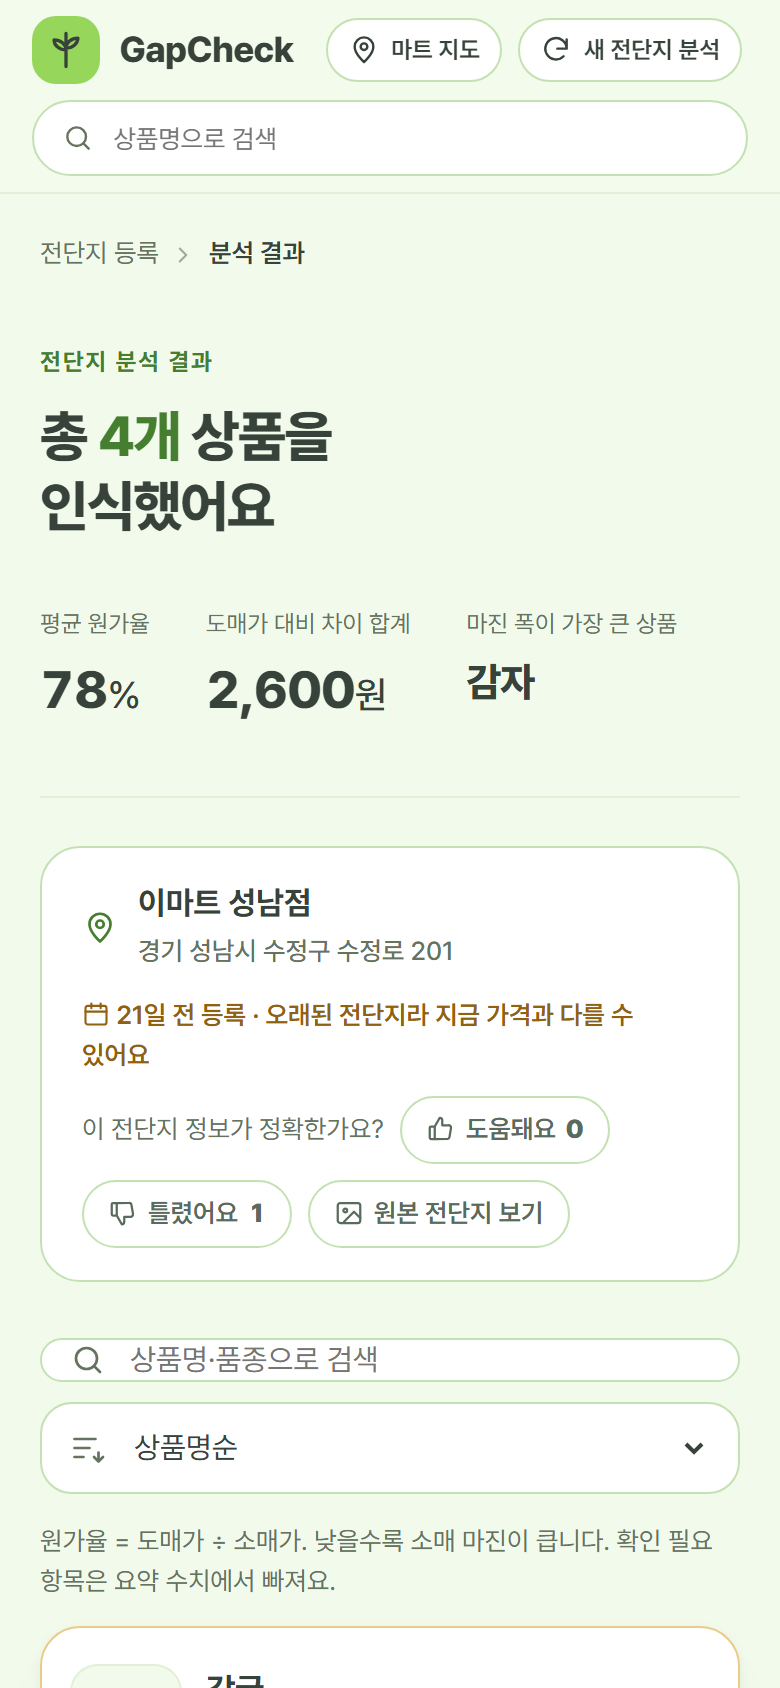 GapCheck
마트 지도
새 전단지 분석
상품명으로 검색
전단지 등록 > 분석 결과
전단지 분석 결과
총 4개 상품을
인식했어요
평균 원가율
78%
도매가 대비 차이 합계
2,600원
마진 폭이 가장 큰 상품
감자
이마트 성남점
경기 성남시 수정구 수정로 201
21일 전 등록 · 오래된 전단지라 지금 가격과 다를 수
있어요
이 전단지 정보가 정확한가요?
도움돼요 0
틀렸어요 1
원본 전단지 보기
상품명·품종으로 검색
상품명순
원가율 = 도매가 ÷ 소매가. 낮을수록 소매 마진이 큽니다. 확인 필요
항목은 요약 수치에서 빠져요.